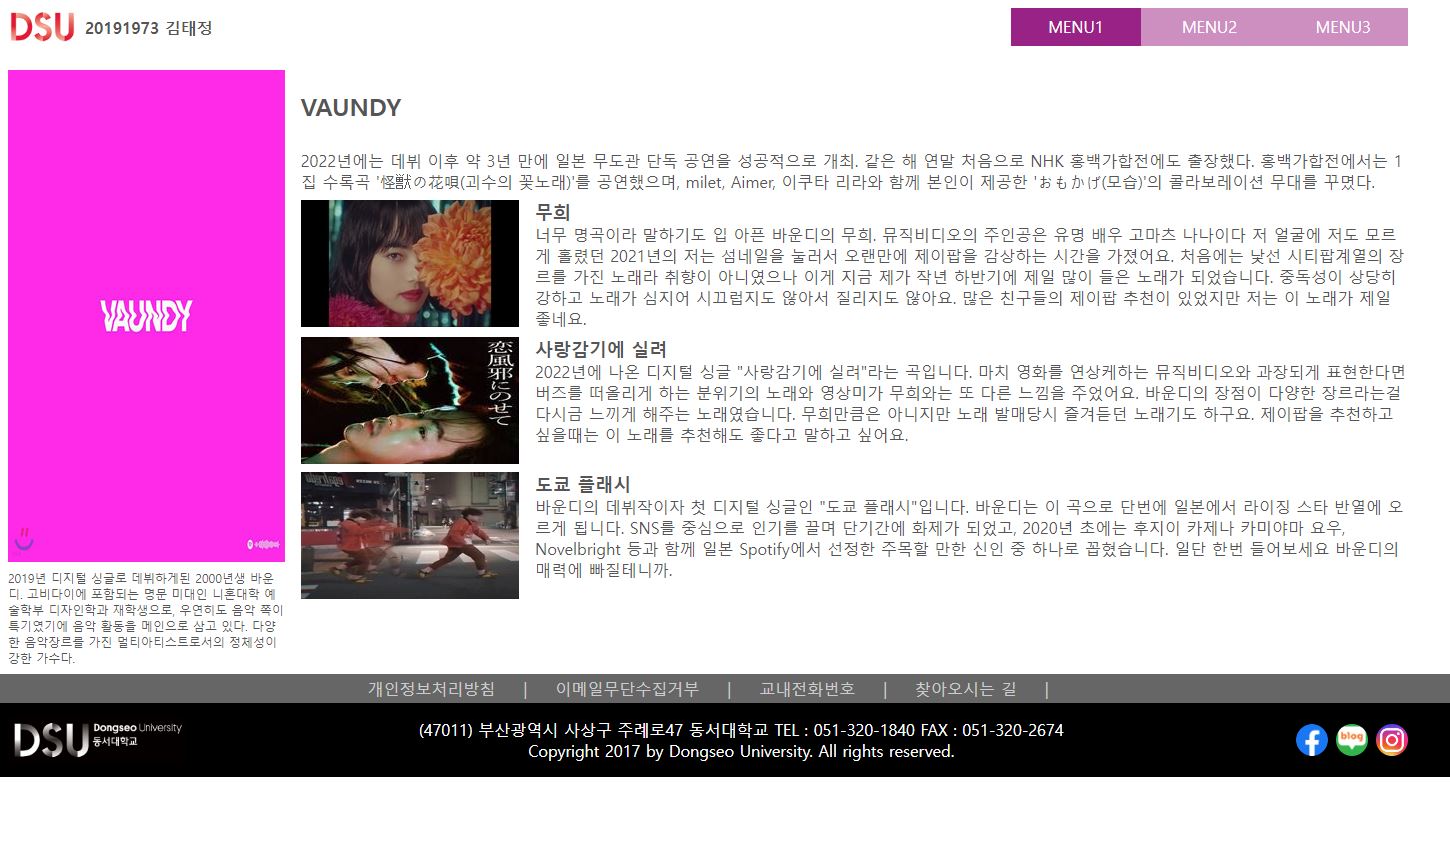 DSU 20191973 김태정
MENU1 MENU2 MENU3
VAUNDY
VAUNDY
2019년 디지털 싱글로 데뷔하게된 2000년생 바운
디. 고비다이에 포함되는 명문 미대인 니혼대학 예
술학부 디자인학과 재학생으로, 우연히도 음악 쪽이
특기였기에 음악 활동을 메인으로 삼고 있다. 다양
한 음악장르를 가진 멀티아티스트로서의 정체성이
강한 가수다.
2022년에는 데뷔 이후 약 3년 만에 일본 무도관 단독 공연을 성공적으로 개최. 같은 해 연말 처음으로 NHK 홍백가합전에도 출장했다. 홍백가합전에서는 1
집 수록곡 '怪獣の花唄(괴수의 꽃노래)'를 공연했으며, milet, Aimer, 이쿠타 리라와 함께 본인이 제공한 'おもかげ(모습)'의 콜라보레이션 무대를 꾸몄다.
무희
너무 명곡이라 말하기도 입 아픈 바운디의 무희. 뮤직비디오의 주인공은 유명 배우 고마츠 나나이다 저 얼굴에 저도 모르
게 홀렸던 2021년의 저는 섬네일을 눌러서 오랜만에 제이팝을 감상하는 시간을 가졌어요. 처음에는 낯선 시티팝계열의 장
르를 가진 노래라 취향이 아니였으나 이게 지금 제가 작년 하반기에 제일 많이 들은 노래가 되었습니다. 중독성이 상당히
강하고 노래가 심지어 시끄럽지도 않아서 질리지도 않아요. 많은 친구들의 제이팝 추천이 있었지만 저는 이 노래가 제일
좋네요.
恋風邪にのせて
사랑감기에 실려
2022년에 나온 디지털 싱글 "사랑감기에 실려"라는 곡입니다. 마치 영화를 연상케하는 뮤직비디오와 과장되게 표현한다면
버즈를 떠올리게 하는 분위기의 노래와 영상미가 무희와는 또 다른 느낌을 주었어요. 바운디의 장점이 다양한 장르라는걸
다시금 느끼게 해주는 노래였습니다. 무희만큼은 아니지만 노래 발매당시 즐겨듣던 노래기도 하구요. 제이팝을 추천하고
싶을때는 이 노래를 추천해도 좋다고 말하고 싶어요.
도쿄 플래시
바운디의 데뷔작이자 첫 디지털 싱글인 "도쿄 플래시"입니다. 바운디는 이 곡으로 단번에 일본에서 라이징 스타 반열에 오
르게 됩니다. SNS를 중심으로 인기를 끌며 단기간에 화제가 되었고, 2020년 초에는 후지이 카제나 카미야마 요우,
Novelbright 등과 함께 일본 Spotify에서 선정한 주목할 만한 신인 중 하나로 꼽혔습니다. 일단 한번 들어보세요 바운디의
매력에 빠질테니까.
개인정보처리방침 | 이메일무단수집거부 | 교내전화번호 | 찾아오시는 길 |
DSU Dongseo University
동서대학교
(47011) 부산광역시 사상구 주례로47 동서대학교 TEL : 051-320-1840 FAX : 051-320-2674
Copyright 2017 by Dongseo University. All rights reserved.
blog